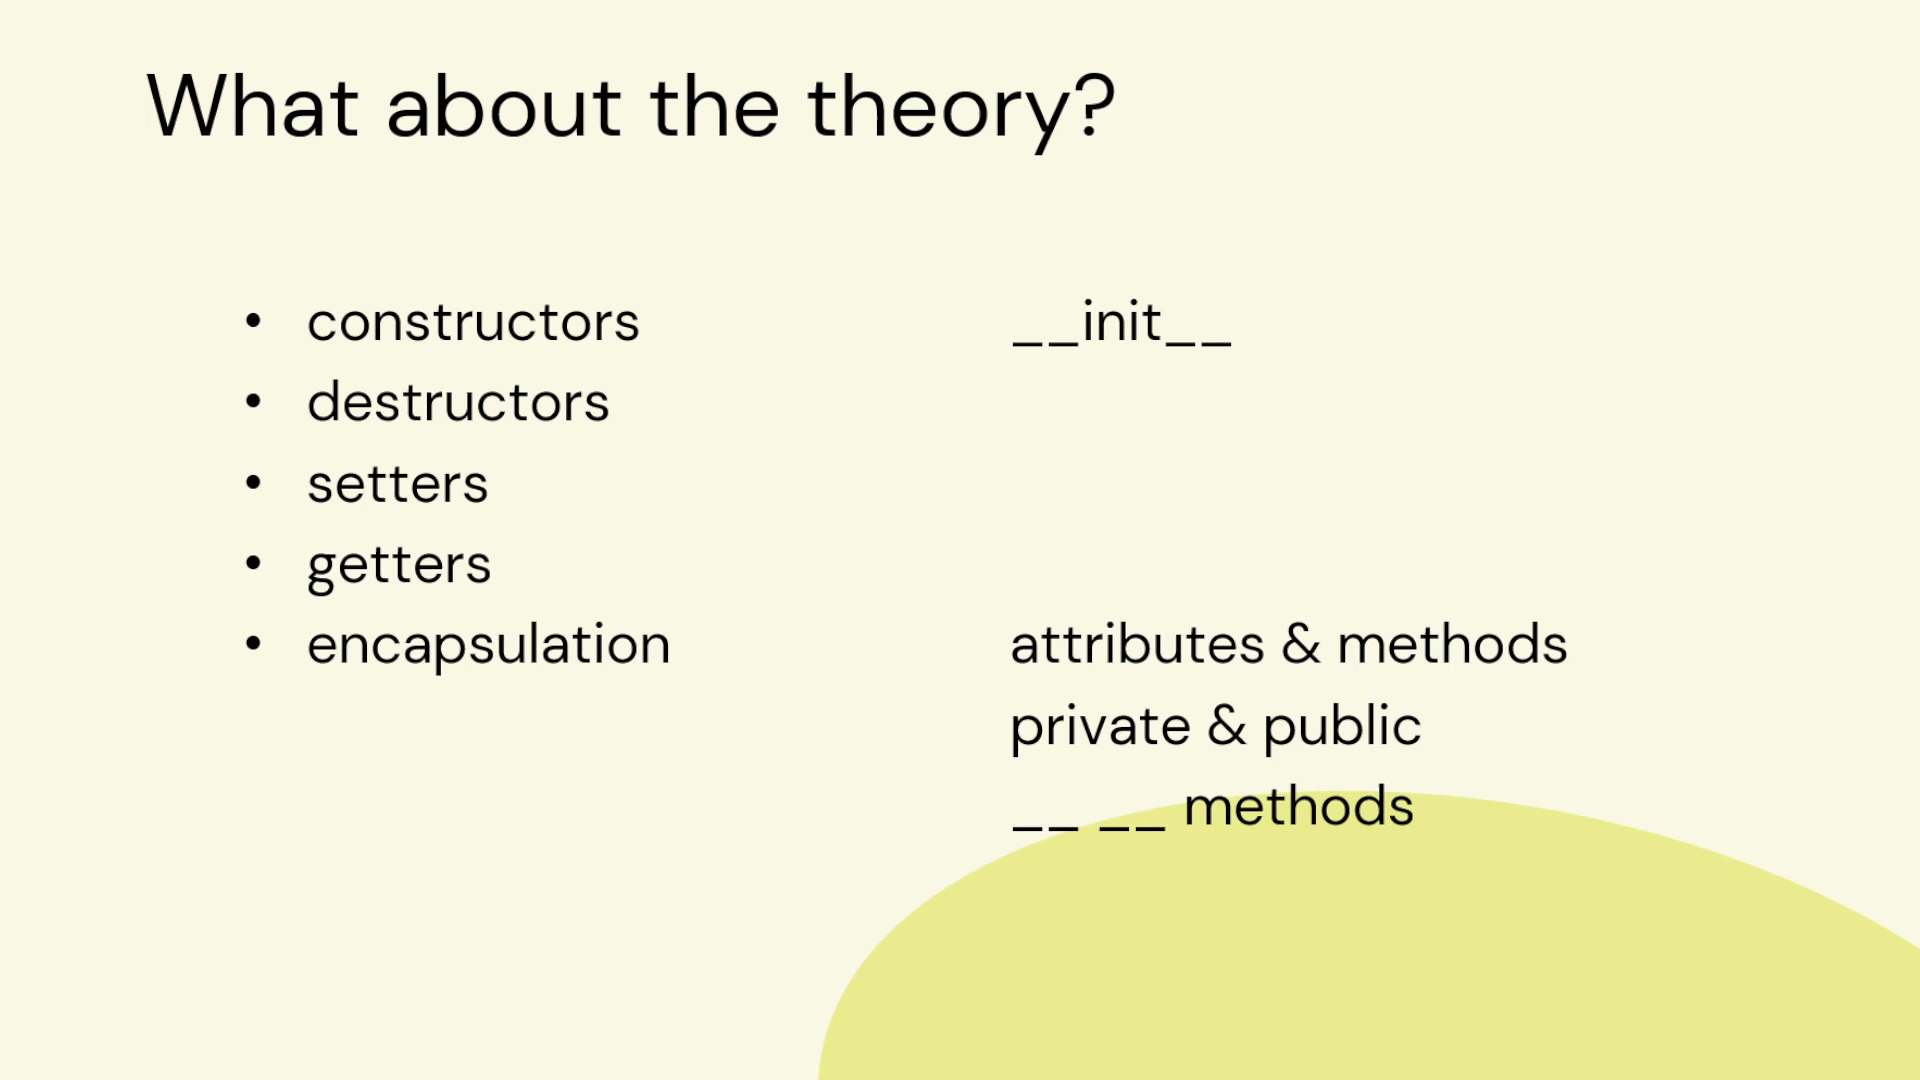 What about the theory?
• constructors
__init__
• destructors
• setters
• getters
• encapsulation
attributes & methods
private & public
__ __ methods